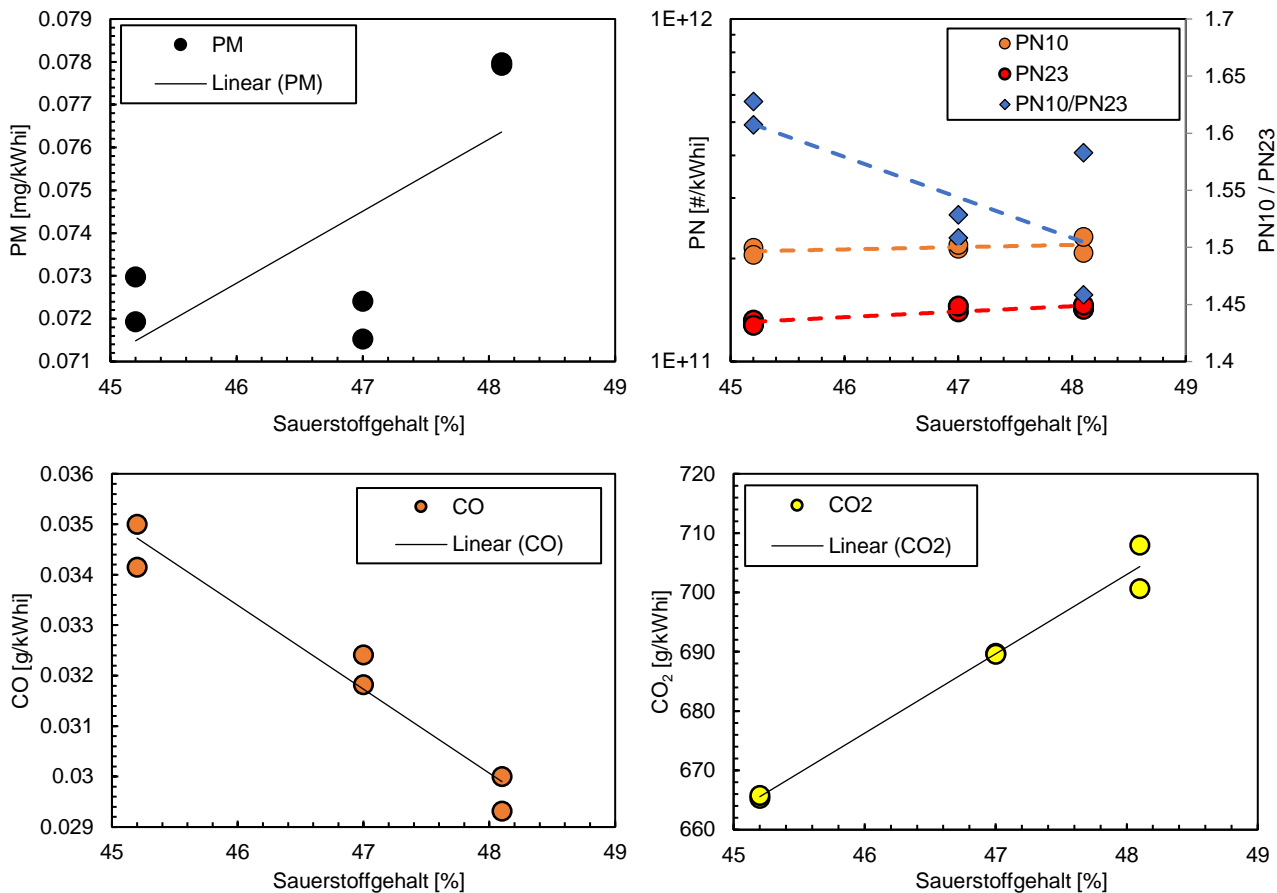 0.079
0.078
0.077
0.076
0.075
0.074
0.073
0.072
0.071
PM [mg/kWhi]
PM
Linear (PM)
45 46 47 48 49
Sauerstoffgehalt [%]
1E+12
1E+11
PN [#/kWhi]
PN10
PN23
PN10/PN23
1.7
1.65
1.6
1.55
1.5
1.45
1.4
PN10 / PN23
45 46 47 48 49
Sauerstoffgehalt [%]
0.036
0.035
0.034
0.033
0.032
0.031
0.03
0.029
CO [g/kWhi]
CO
Linear (CO)
45 46 47 48 49
Sauerstoffgehalt [%]
720
710
700
690
680
670
660
CO₂ [g/kWhi]
CO2
Linear (CO2)
45 46 47 48 49
Sauerstoffgehalt [%]